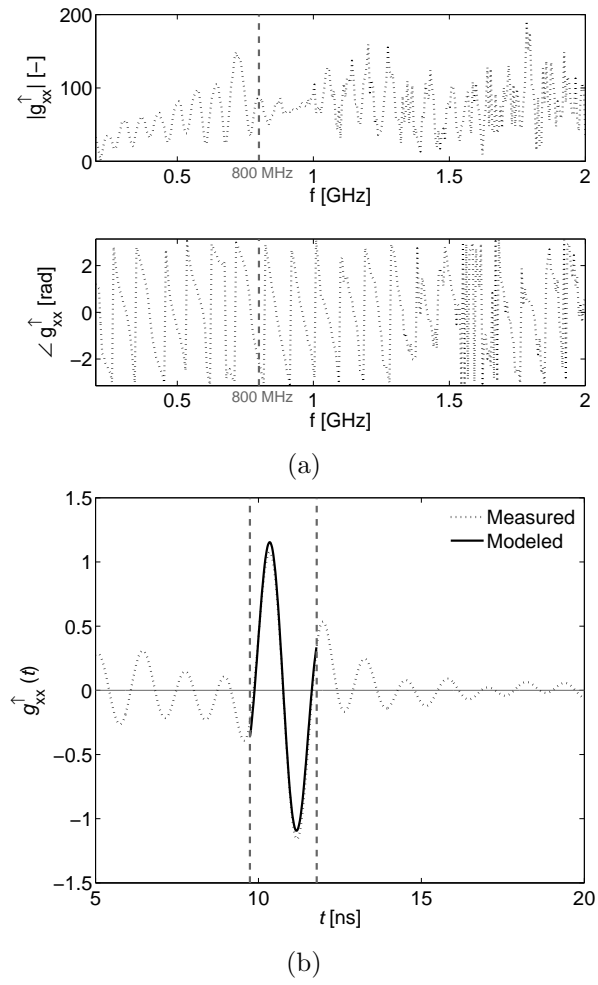 200
100
0
|g↑xx| [-]
0.5 1 1.5 2
800 MHz
f [GHz]
2
0
−2
∠ g↑xx [rad]
0.5 1 1.5 2
800 MHz
f [GHz]
(a)
1.5
1
0.5
0
−0.5
−1
−1.5
g↑xx (t)
Measured
Modeled
5 10 15 20
t [ns]
(b)